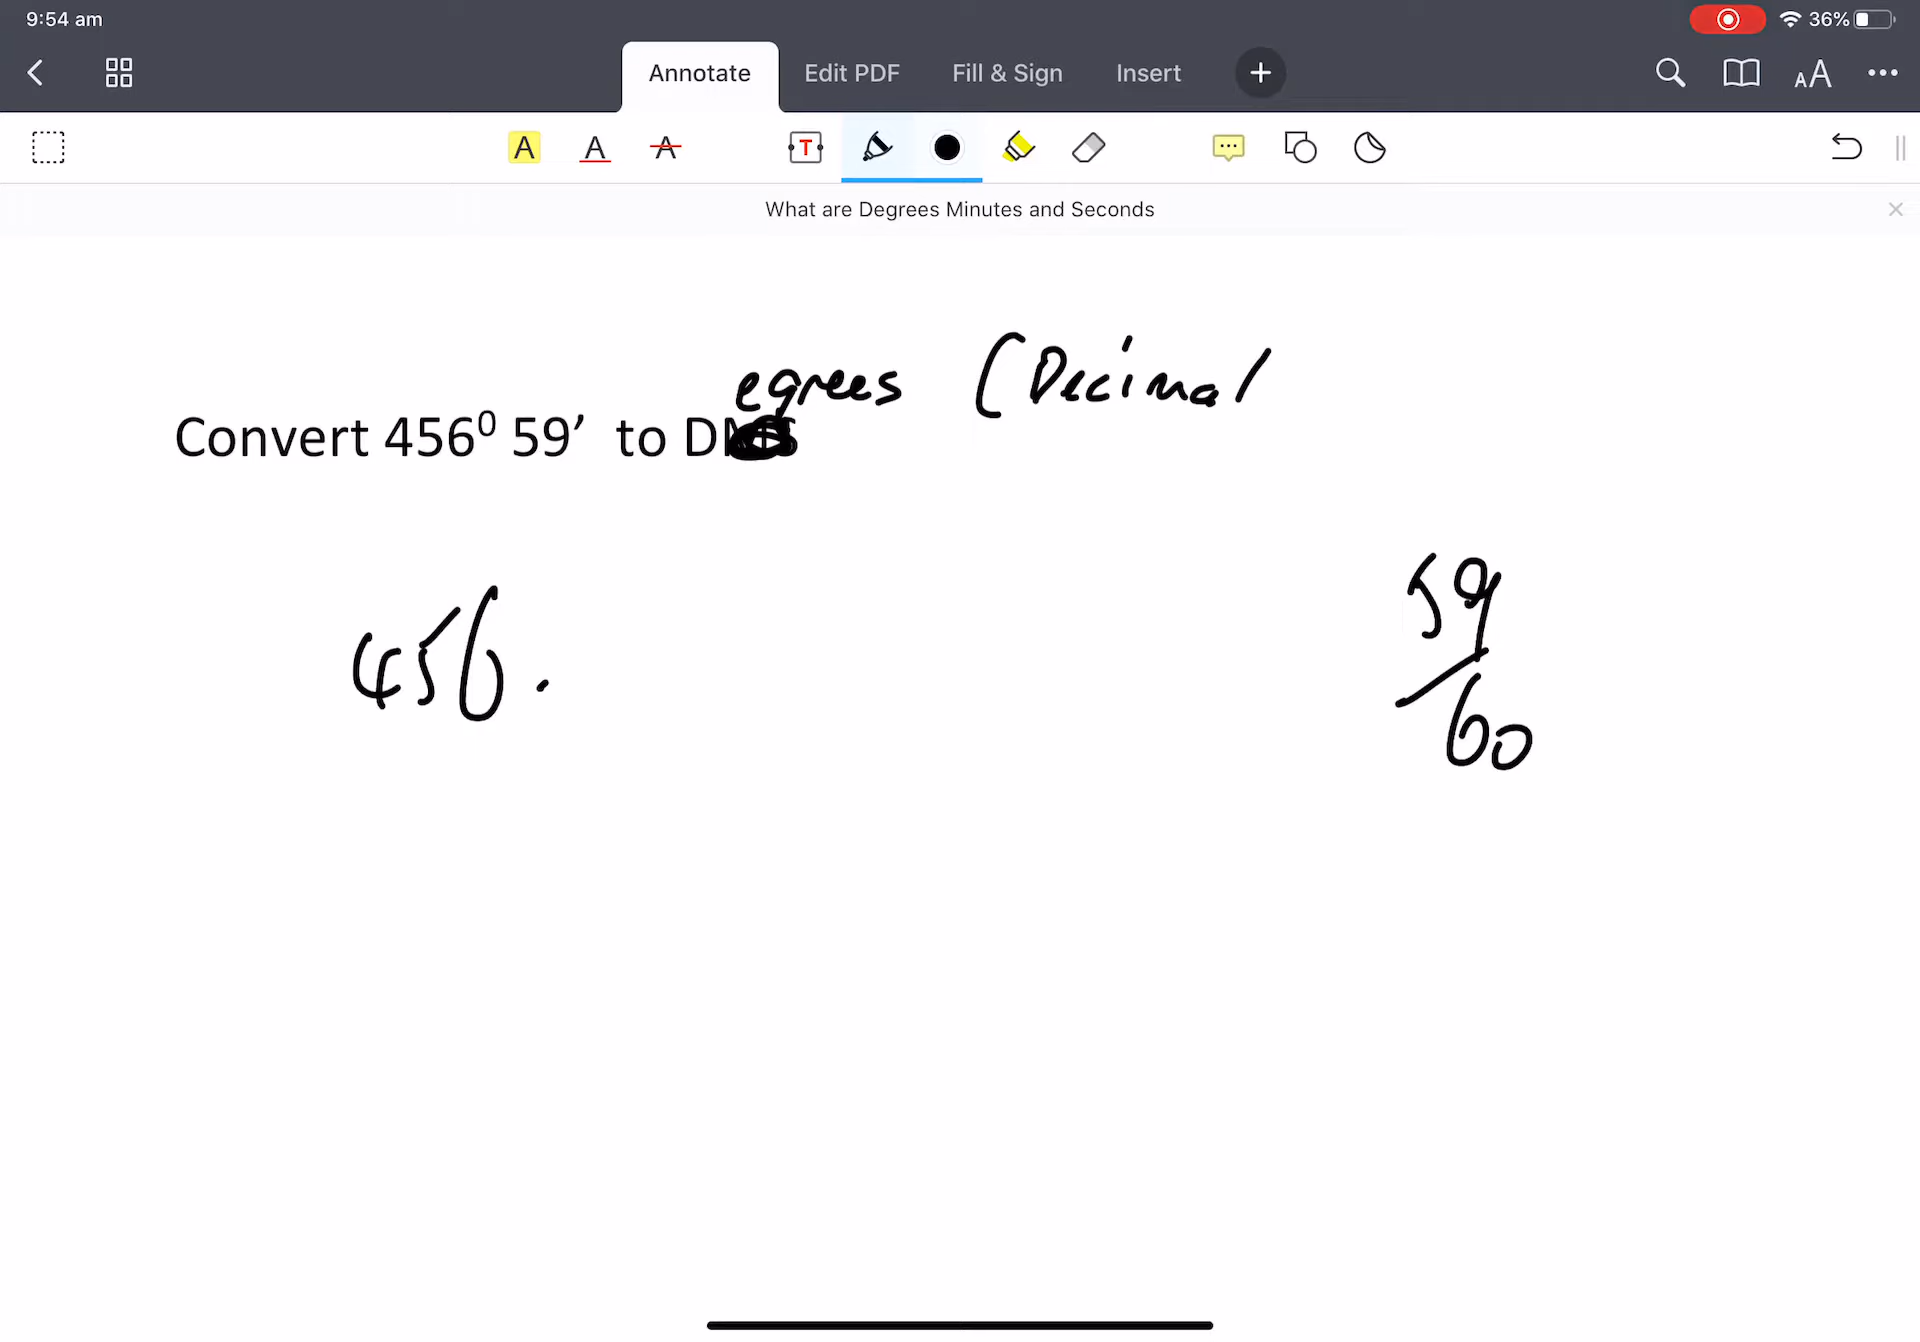 9:54 am
36%
Annotate
Edit PDF
Fill & Sign
Insert
AA
A A A T
What are Degrees Minutes and Seconds
egrees (Decimal
Convert 456⁰ 59’ to D
456.
59
/60